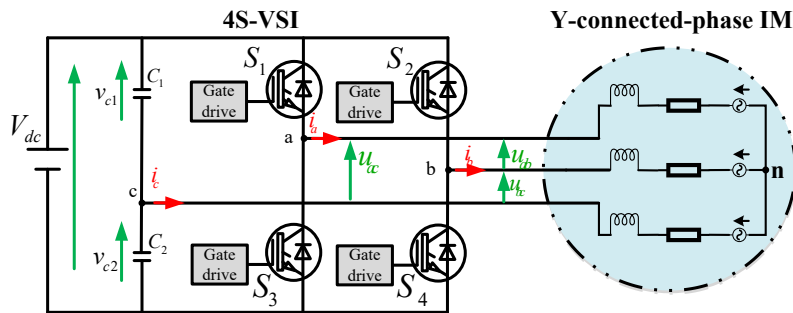 4S-VSI
Y-connected-phase IM
S1
S2
Gate drive
Gate drive
C1
vc1
Vdc
a
ia
uac
b
ib
uab
ubc
n
c
ic
C2
vc2
Gate drive
Gate drive
S3
S4